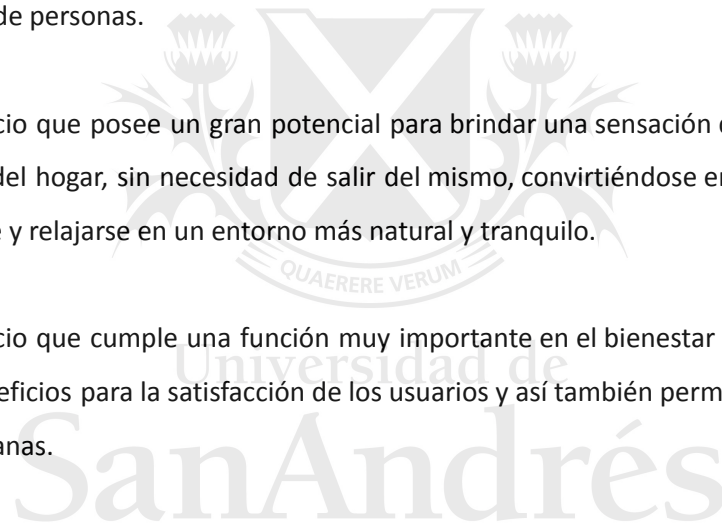 de personas.
cio que posee un gran potencial para brindar una sensación
del hogar, sin necesidad de salir del mismo, convirtiéndose en
e y relajarse en un entorno más natural y tranquilo.
QUAERERE VERUM
cio que cumple una función muy importante en el bienestar
Universidad de
eficios para la satisfacción de los usuarios y así también perm
anas.
SanAndrés